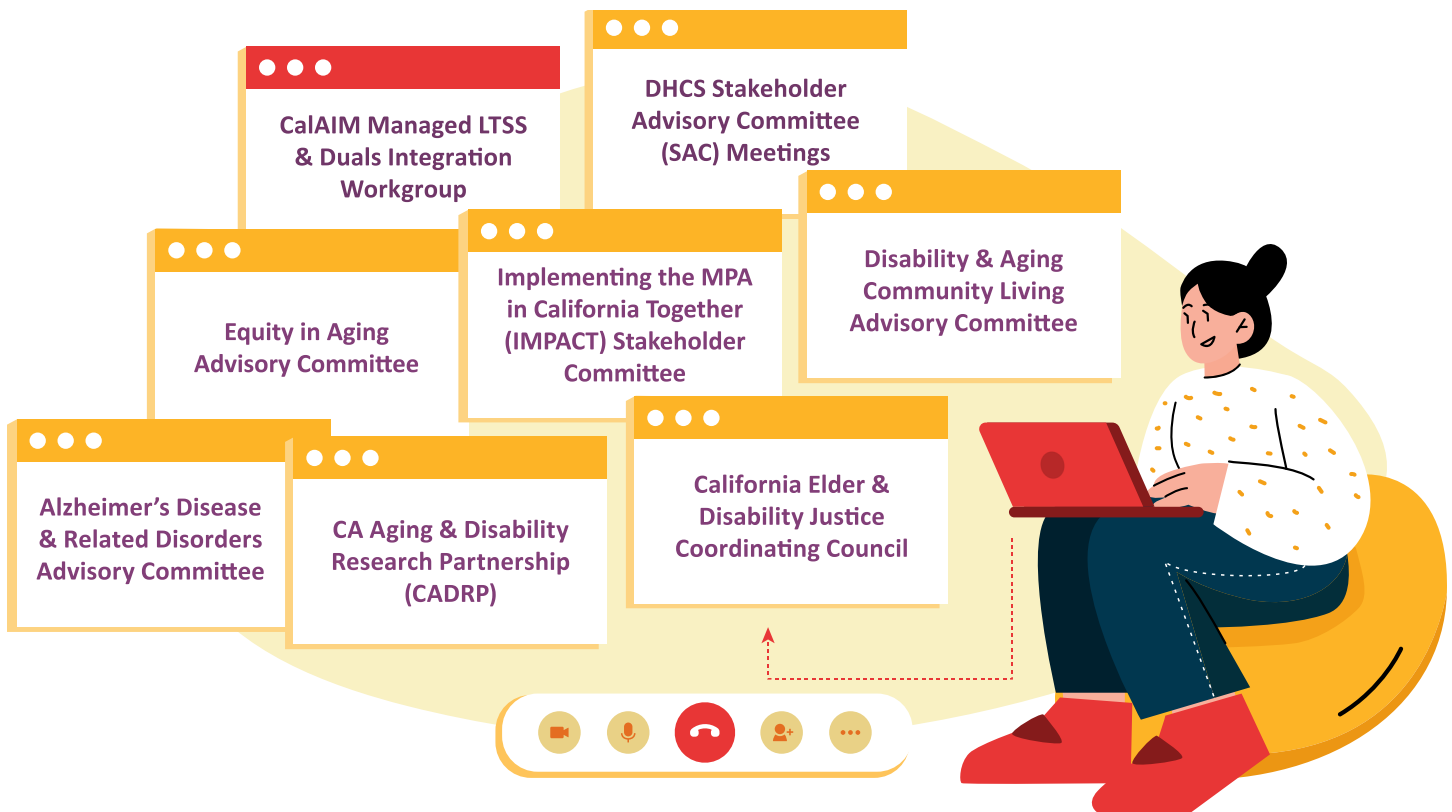 CalAIM Managed LTSS
& Duals Integration
Workgroup
DHCS Stakeholder
Advisory Committee
(SAC) Meetings
Equity in Aging
Advisory Committee
Implementing the MPA
in California Together
(IMPACT) Stakeholder
Committee
Disability & Aging
Community Living
Advisory Committee
Alzheimer’s Disease
& Related Disorders
Advisory Committee
CA Aging & Disability
Research Partnership
(CADRP)
California Elder &
Disability Justice
Coordinating Council